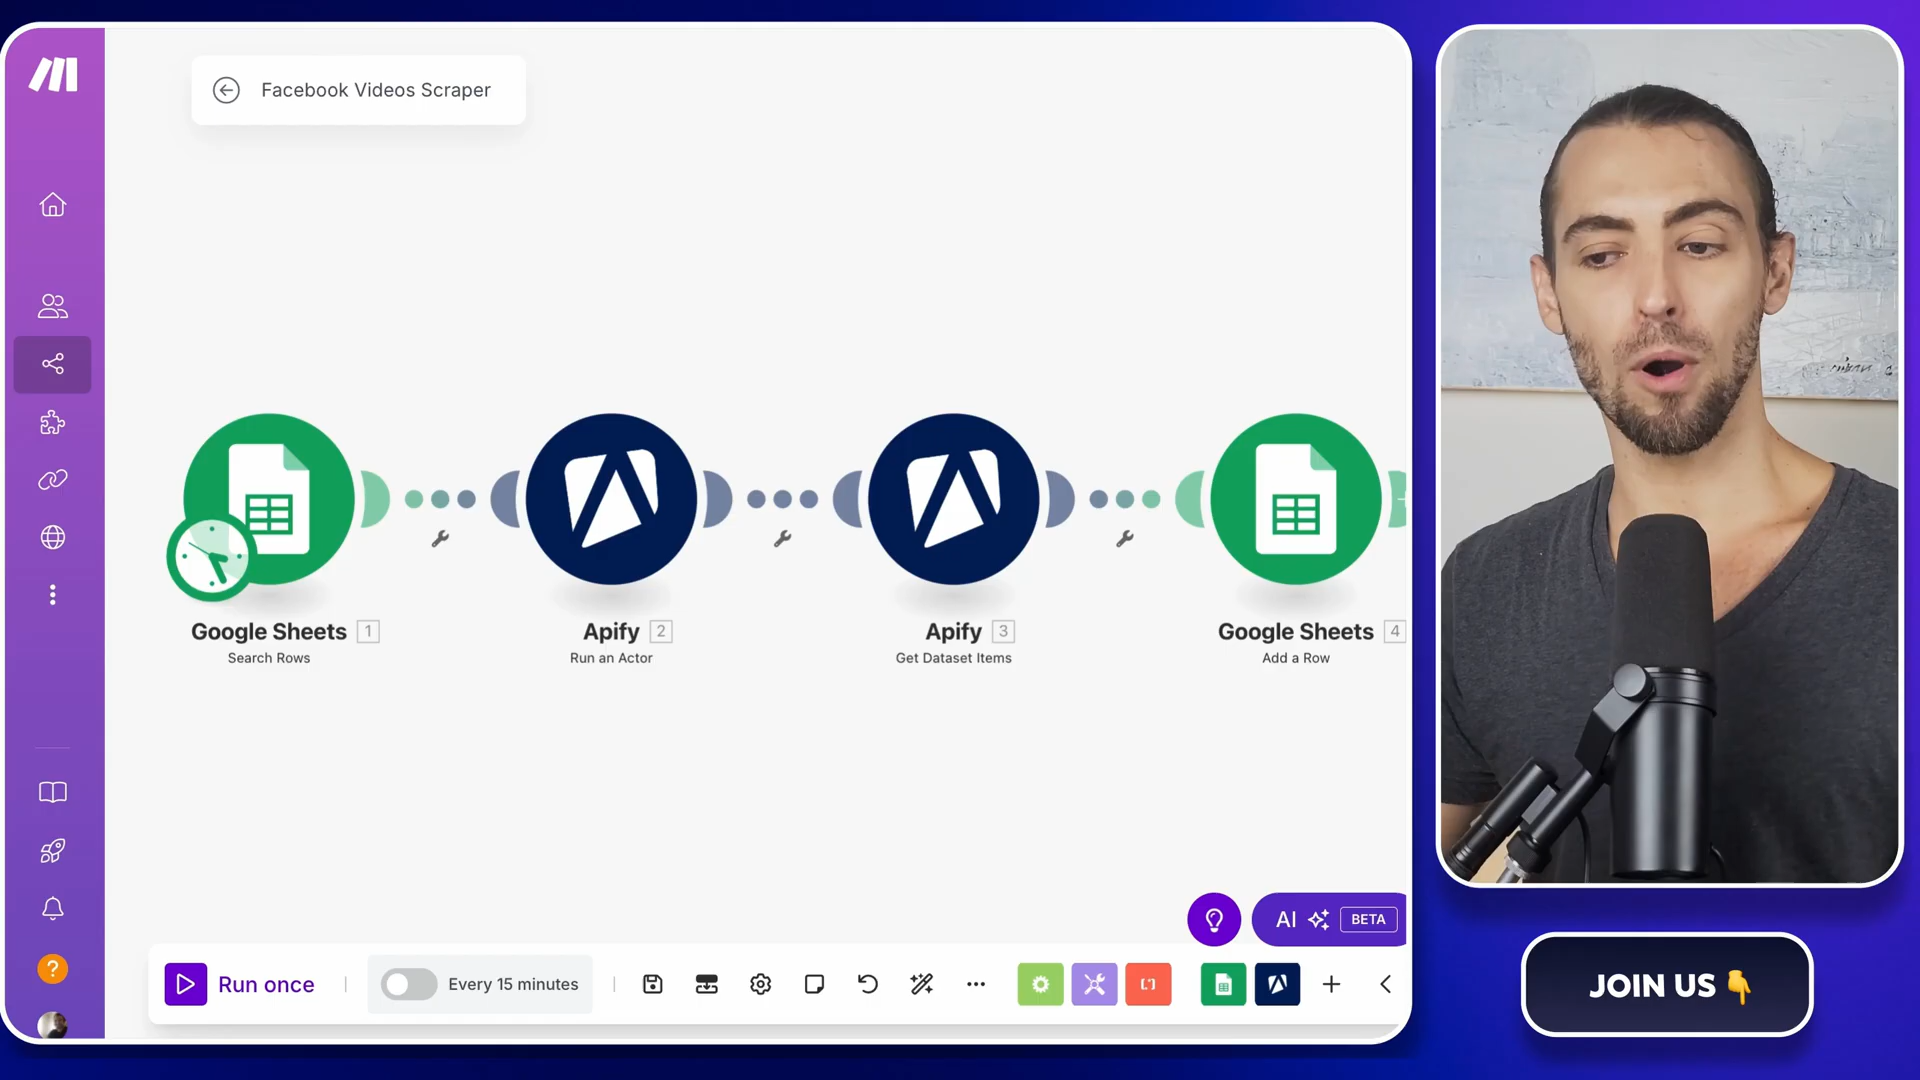 Facebook Videos Scraper
Google Sheets 1
Search Rows
Apify 2
Run an Actor
Apify 3
Get Dataset Items
Google Sheets 4
Add a Row
AI BETA
?
Run once
Every 15 minutes
JOIN US 👇